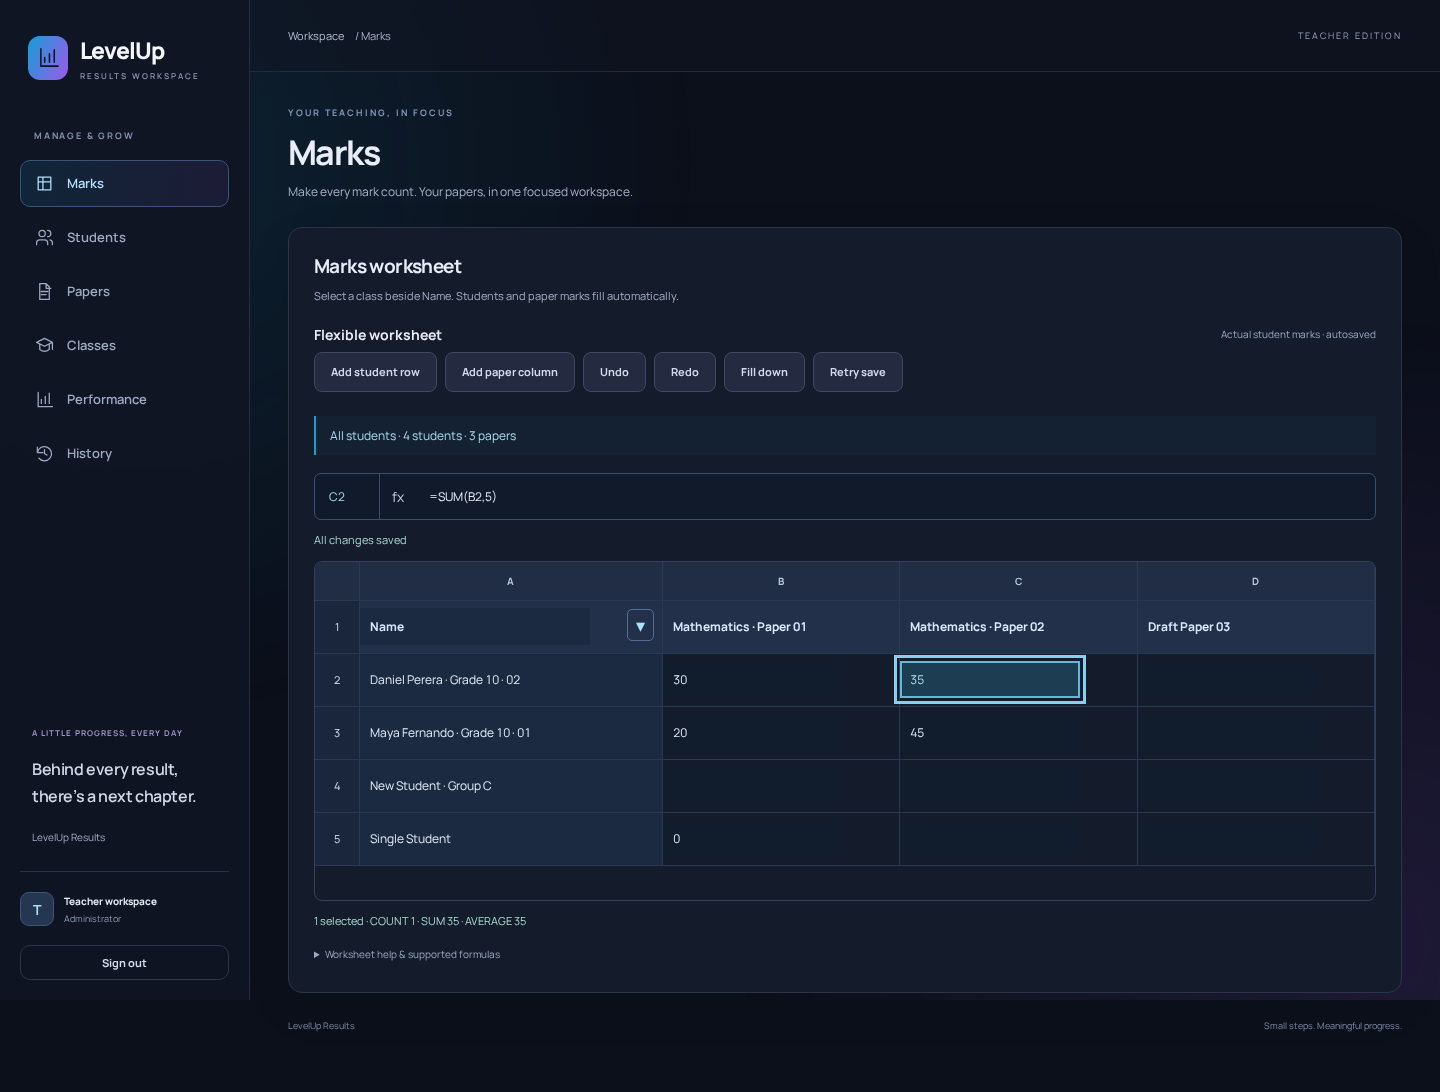 LevelUp
RESULTS WORKSPACE
MANAGE & GROW
Marks
Students
Papers
Classes
Performance
History
A LITTLE PROGRESS, EVERY DAY
Behind every result,
there's a next chapter.
LevelUp Results
T
Teacher workspace
Administrator
Sign out
Workspace / Marks
TEACHER EDITION
YOUR TEACHING, IN FOCUS
Marks
Make every mark count. Your papers, in one focused workspace.
Marks worksheet
Select a class beside Name. Students and paper marks fill automatically.
Flexible worksheet
Actual student marks · autosaved
Add student row
Add paper column
Undo
Redo
Fill down
Retry save
All students · 4 students · 3 papers
C2 fx =SUM(B2,5)
All changes saved
A B C D
1 Name ▼ Mathematics · Paper 01 Mathematics · Paper 02 Draft Paper 03
2 Daniel Perera · Grade 10 · 02 30 35
3 Maya Fernando · Grade 10 · 01 20 45
4 New Student · Group C
5 Single Student 0
1 selected · COUNT 1 · SUM 35 · AVERAGE 35
▶ Worksheet help & supported formulas
LevelUp Results
Small steps. Meaningful progress.